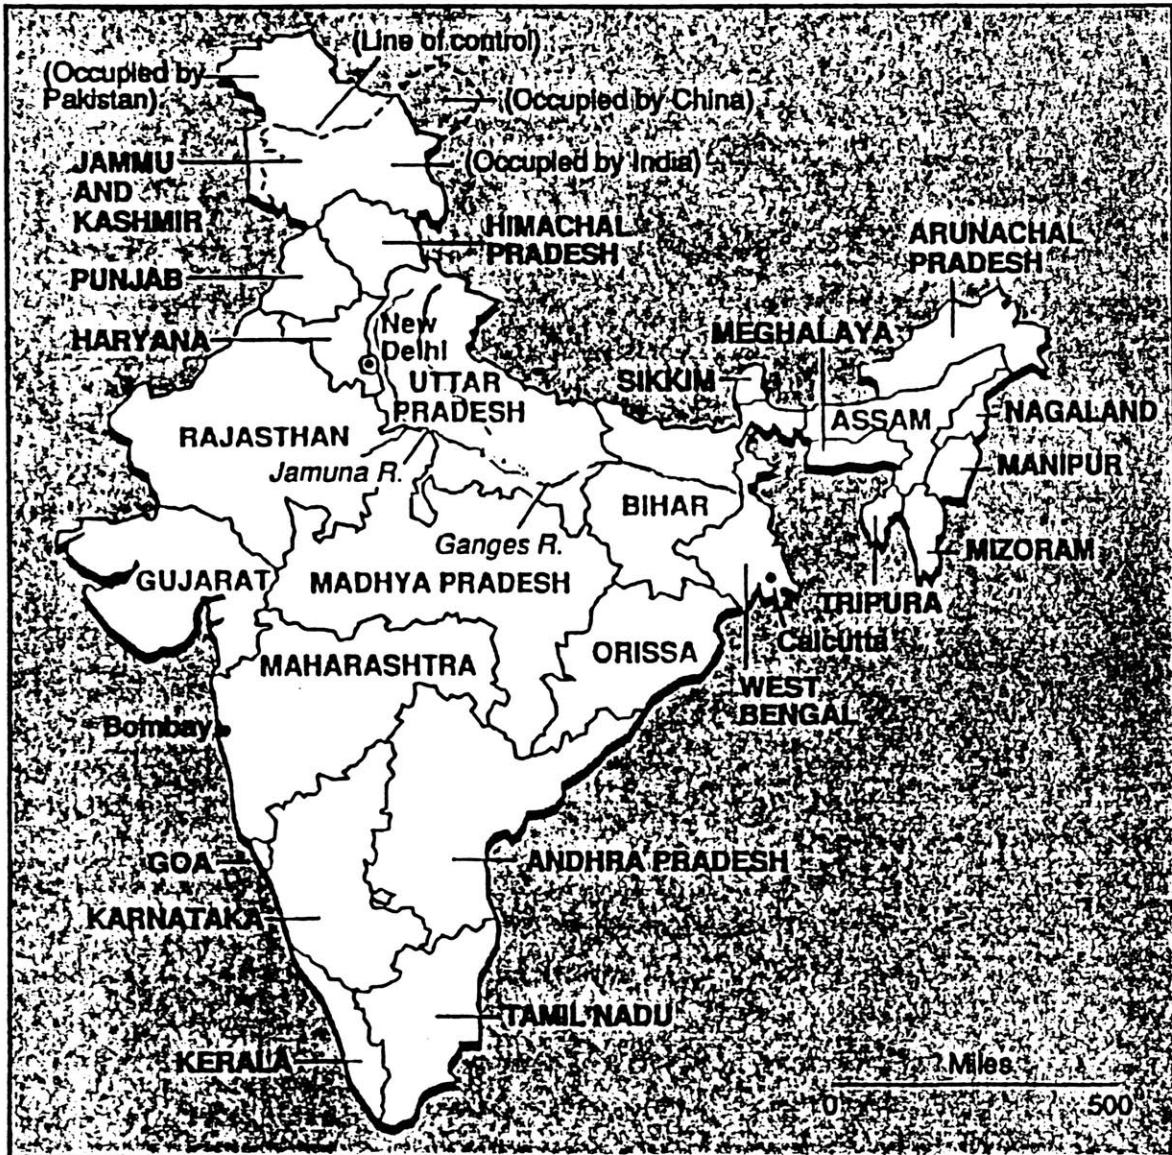 (Line of control)
(Occupied by
Pakistan)
(Occupied by China)
JAMMU
AND
KASHMIR
(Occupied by India)
HIMACHAL
PRADESH
ARUNACHAL
PRADESH
PUNJAB
HARYANA
New
Delhi
MEGHALAYA
SIKKIM
UTTAR
PRADESH
ASSAM
NAGALAND
RAJASTHAN
Jamuna R.
MANIPUR
BIHAR
Ganges R.
MIZORAM
GUJARAT
MADHYA PRADESH
TRIPURA
Calcutta
MAHARASHTRA
ORISSA
WEST
BENGAL
Bombay
GOA
ANDHRA PRADESH
KARNATAKA
TAMIL NADU
KERALA
Miles
0 500